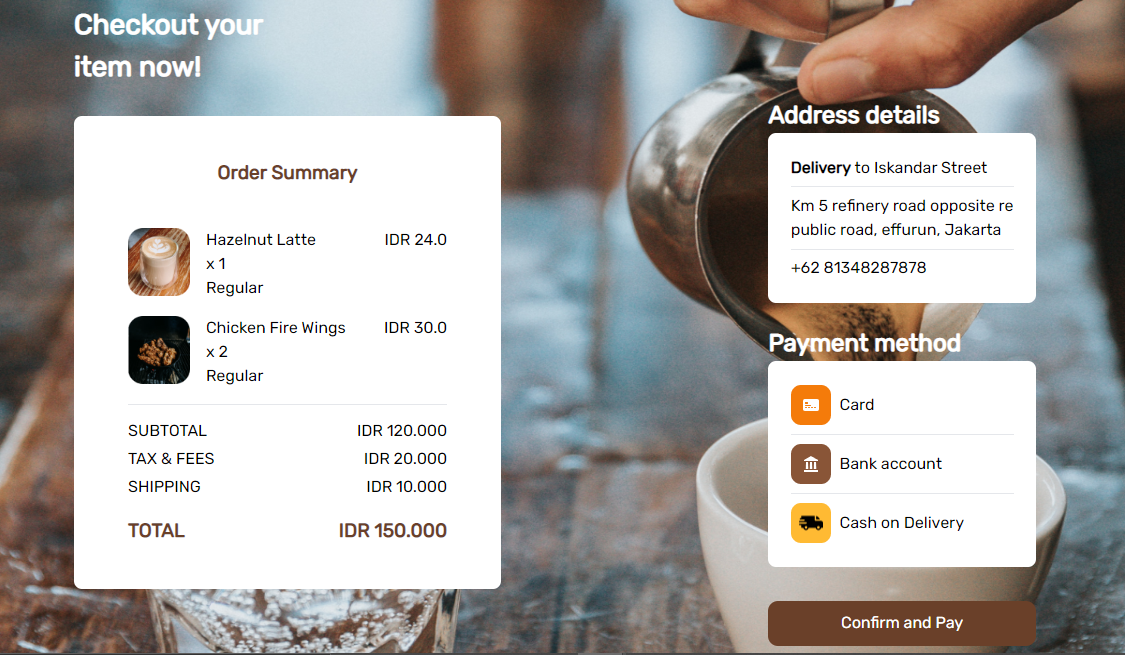 Checkout your
item now!
Order Summary
Hazelnut Latte IDR 24.0
x 1
Regular
Chicken Fire Wings IDR 30.0
x 2
Regular
SUBTOTAL IDR 120.000
TAX & FEES IDR 20.000
SHIPPING IDR 10.000
TOTAL IDR 150.000
Address details
Delivery to Iskandar Street
Km 5 refinery road opposite re
public road, effurun, Jakarta
+62 81348287878
Payment method
Card
Bank account
Cash on Delivery
Confirm and Pay